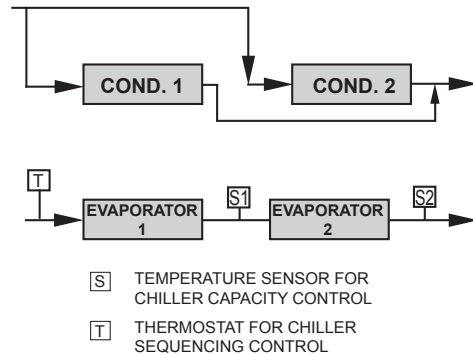 COND. 1
COND. 2
T
S1
S2
EVAPORATOR
1
EVAPORATOR
2
S
TEMPERATURE SENSOR FOR
CHILLER CAPACITY CONTROL
T
THERMOSTAT FOR CHILLER
SEQUENCING CONTROL